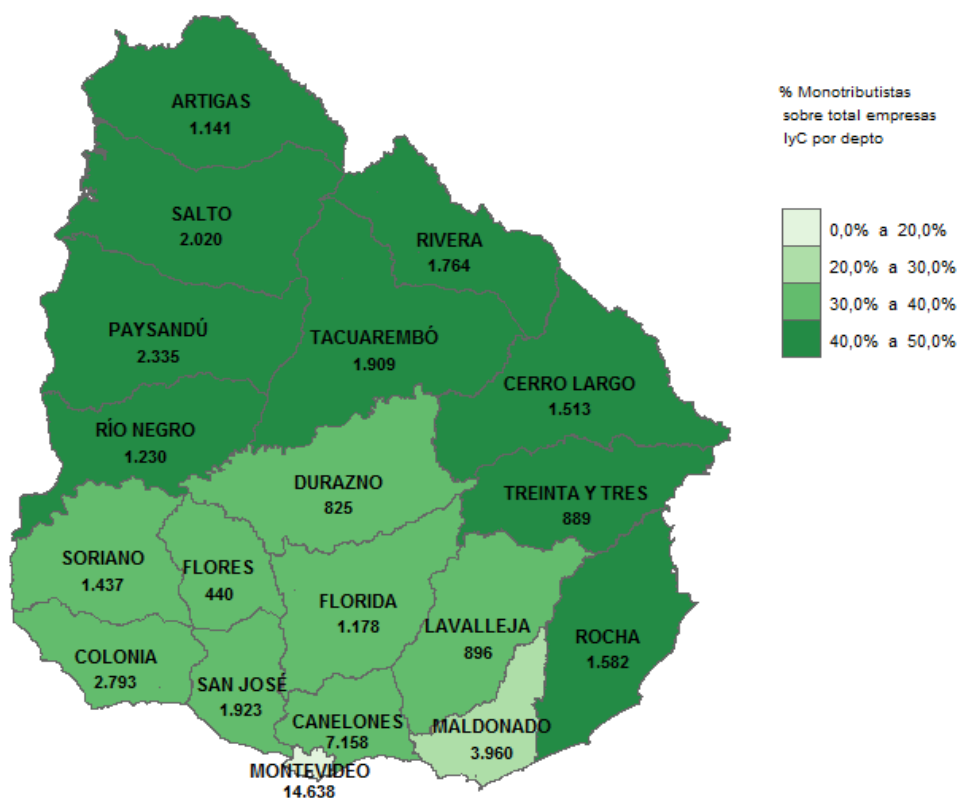 ARTIGAS
1.141
% Monotributistas
sobre total empresas
IyC por depto
SALTO
2.020
RIVERA
1.764
0,0% a 20,0%
20,0% a 30,0%
30,0% a 40,0%
40,0% a 50,0%
PAYSANDÚ
2.335
TACUAREMBÓ
1.909
CERRO LARGO
1.513
RÍO NEGRO
1.230
DURAZNO
825
TREINTA Y TRES
889
SORIANO
1.437
FLORES
440
FLORIDA
1.178
LAVALLEJA
896
ROCHA
1.582
COLONIA
2.793
SAN JOSÉ
1.923
CANELONES
7.158
MALDONADO
3.960
MONTEVIDEO
14.638